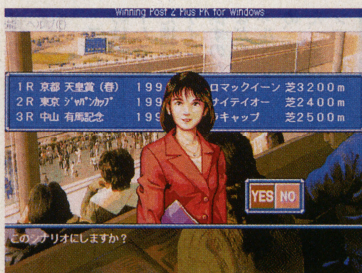 Winning Post 2 Plus PK for Windows
1R 京都 天皇賞(春) 199 ロマックイーン 芝3200m
2R 東京 ジャパンカップ 199 イテイオー 芝2400m
3R 中山 有馬記念 199 キャップ 芝2500m
YES NO
このシナリオにしますか?